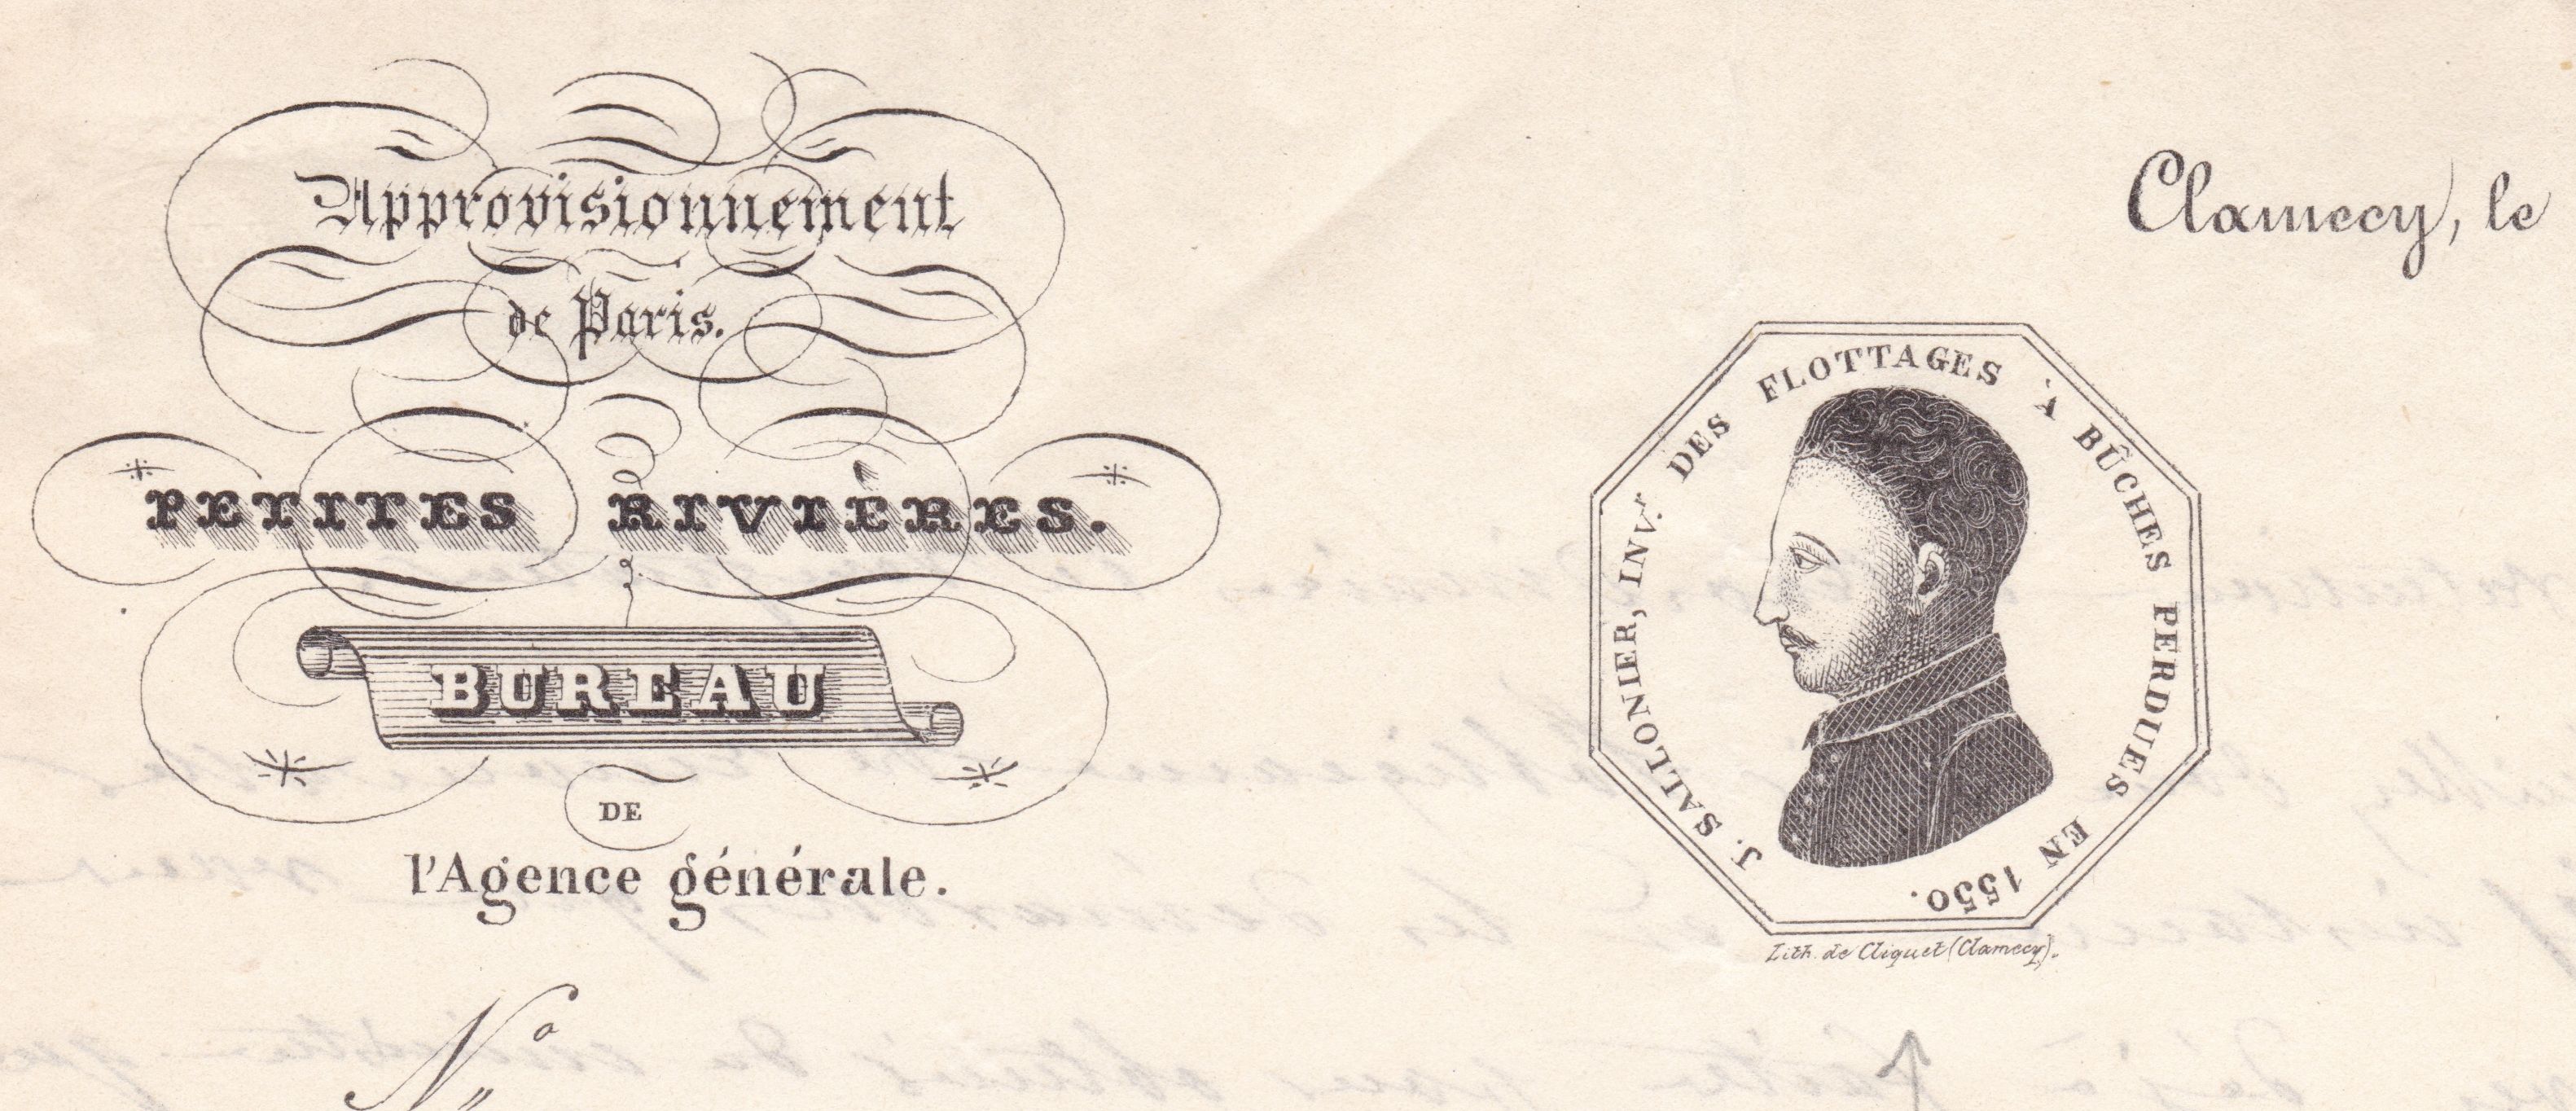 Approvisionnement
de Paris.
PETITES RIVIÈRES.
BUREAU
DE
l'Agence générale.
N°
Clamecy, le
J. SALLONIER, INV.r DES FLOTTAGES À BÛCHES PERDUES EN 1550.
Lith. de Cliquet (Clamecy).